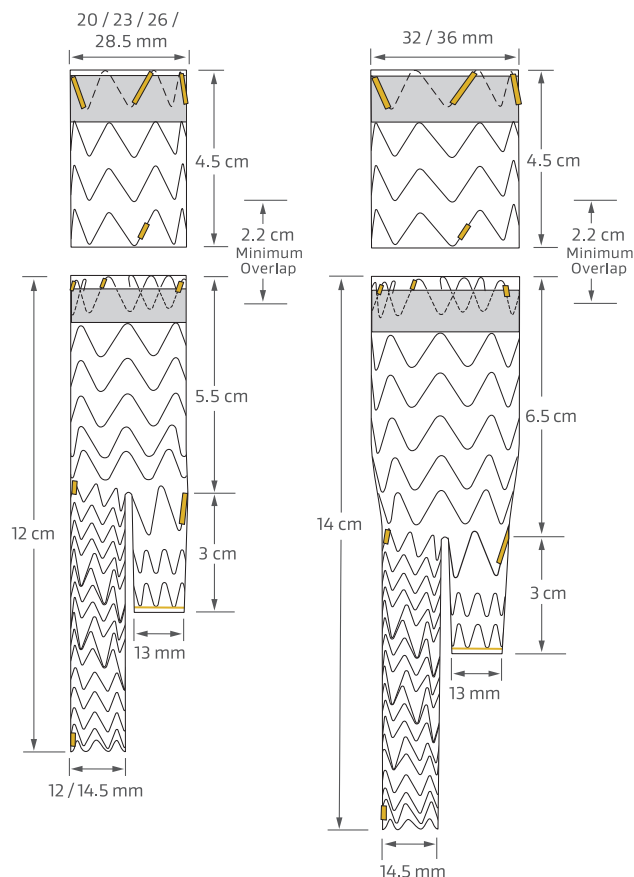 20 / 23 / 26 /
28.5 mm
4.5 cm
2.2 cm
Minimum
Overlap
5.5 cm
12 cm
3 cm
13 mm
12 / 14.5 mm
32 / 36 mm
4.5 cm
2.2 cm
Minimum
Overlap
6.5 cm
14 cm
3 cm
13 mm
14.5 mm